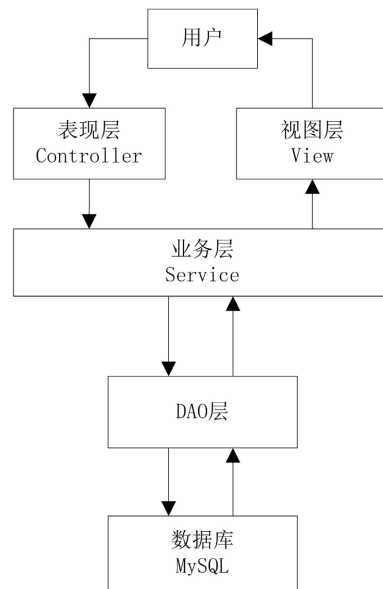 用户
表现层
Controller
视图层
View
业务层
Service
DAO层
数据库
MySQL